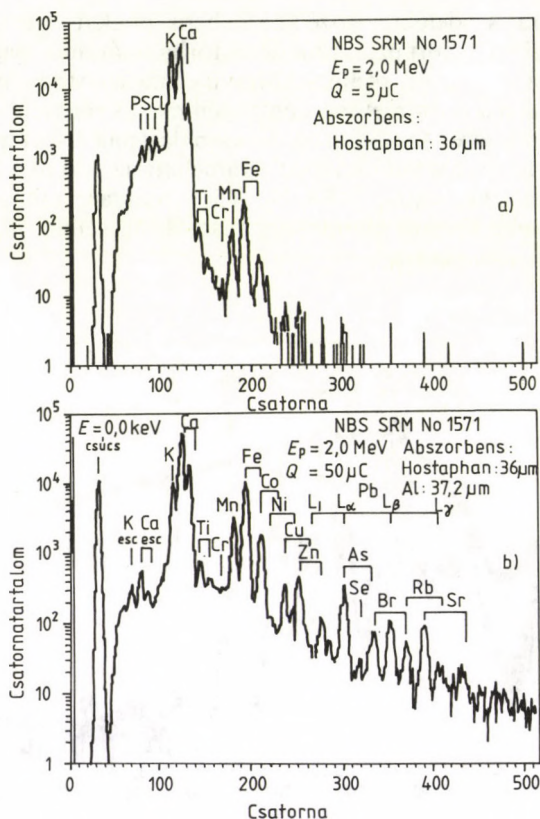 NBS SRM No 1571
Eₚ = 2,0 MeV
Q = 5 µC
Abszorbens :
Hostapban : 36 µm
a)
K Ca
PSCl
Ti
Cr
Mn
Fe
Csatornatartalom
10⁵
10⁴
10³
10²
10
1
0 100 200 300 400 500
Csatorna
E = 0,0 keV
csúcs
NBS SRM No 1571
Eₚ = 2,0 MeV Abszorbens :
Q = 50 µC Hostaphan : 36µm
Al : 37,2 µm
b)
K
esc
Ca
esc
K
Ca
Ti
Cr
Mn
Fe
Co
Ni
Cu
Zn
Pb
Lₗ Lα Lβ Lγ
As
Se
Br
Rb
Sr
Csatornatartalom
10⁵
10⁴
10³
10²
10
1
0 100 200 300 400 500
Csatorna